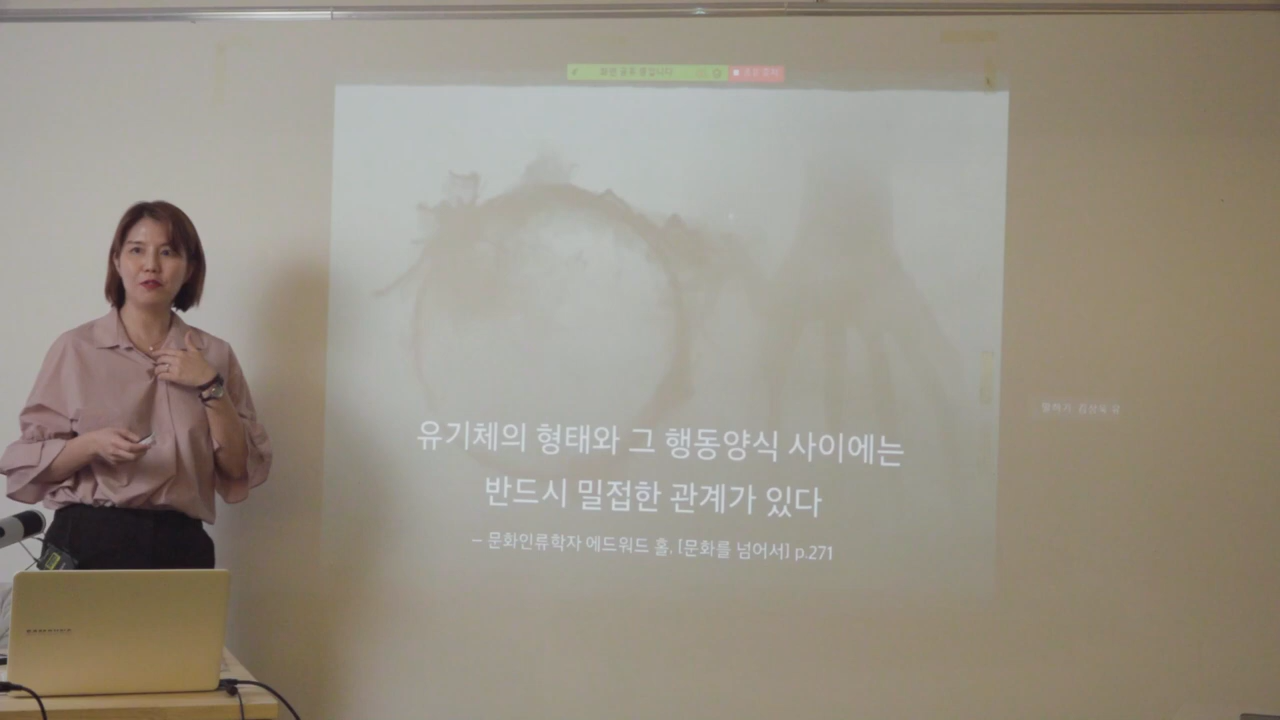 유기체의 형태와 그 행동양식 사이에는
반드시 밀접한 관계가 있다
– 문화인류학자 에드워드 홀, [문화를 넘어서] p.271